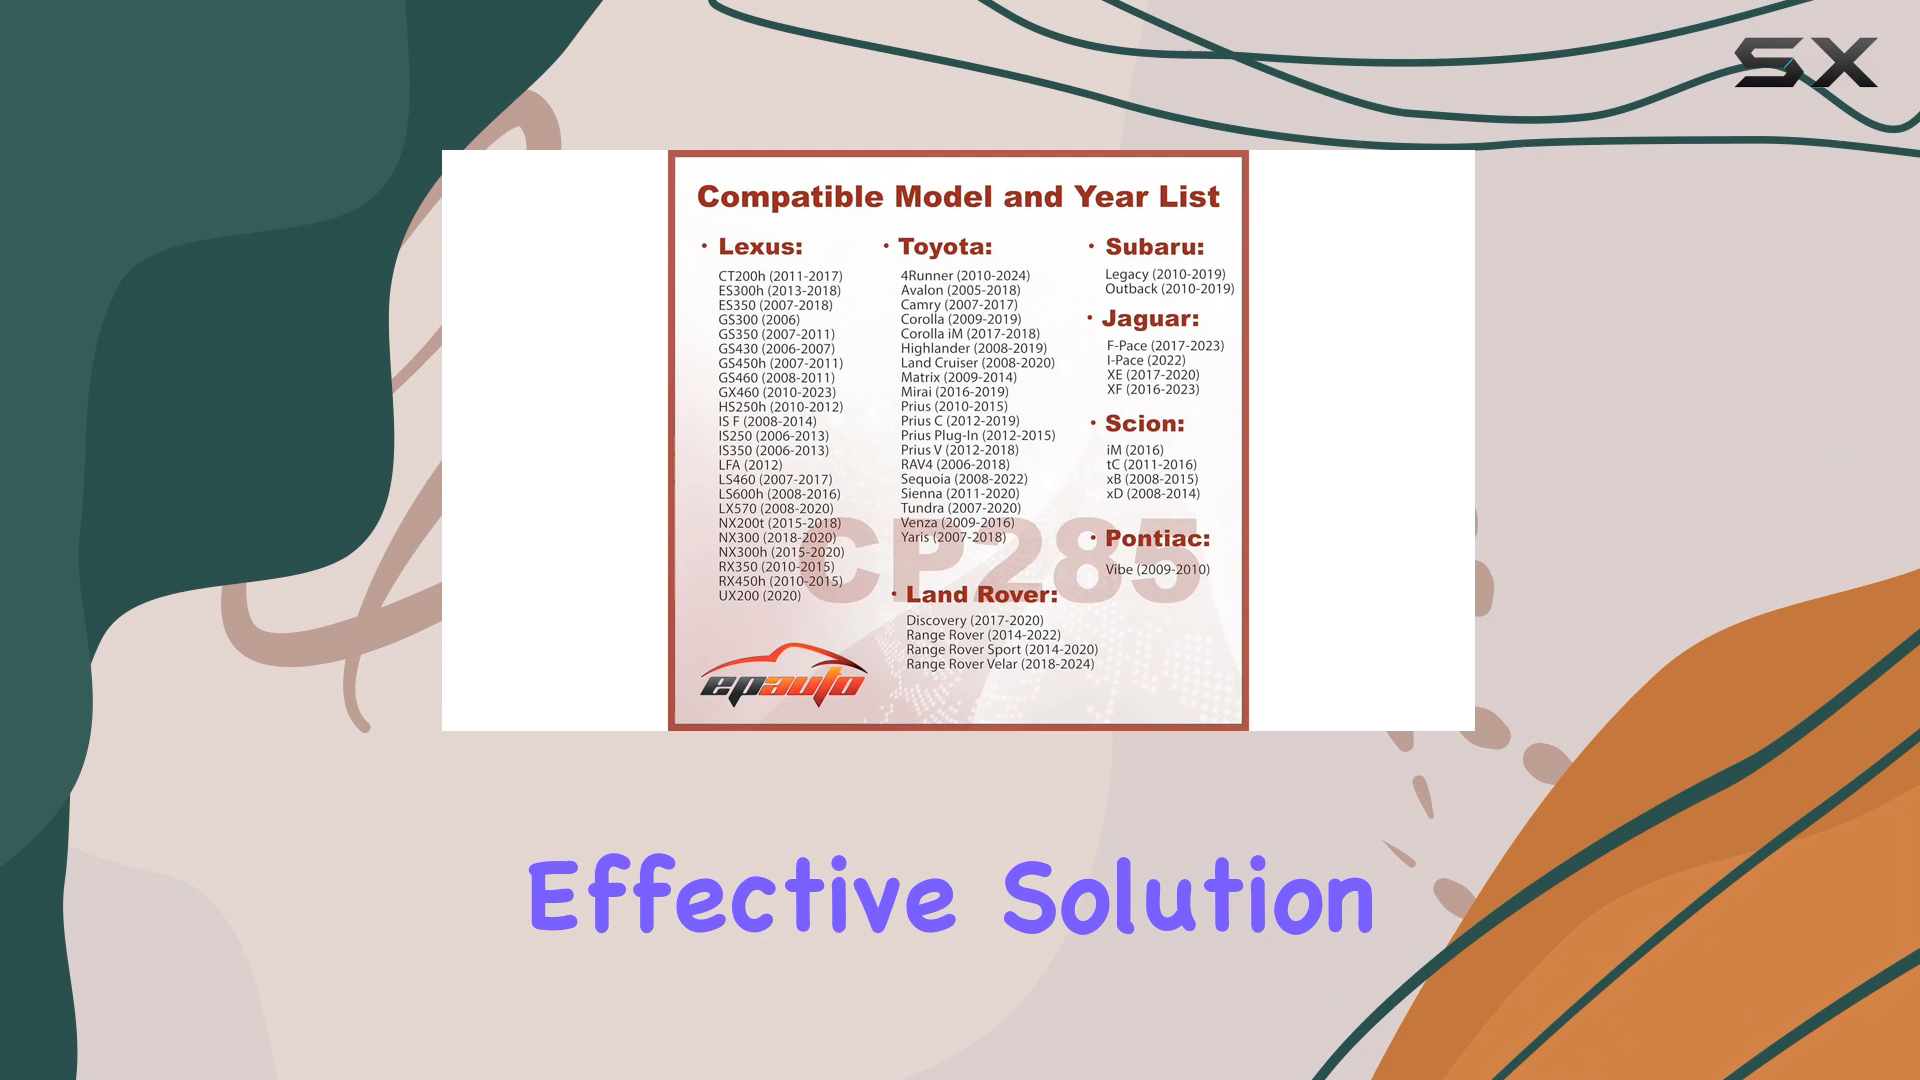 SX
Compatible Model and Year List
· Lexus:
CT200h (2011-2017)
ES300h (2013-2018)
ES350 (2007-2018)
GS300 (2006)
GS350 (2007-2011)
GS430 (2006-2007)
GS450h (2007-2011)
GS460 (2008-2011)
GX460 (2010-2023)
HS250h (2010-2012)
IS F (2008-2014)
IS250 (2006-2013)
IS350 (2006-2013)
LFA (2012)
LS460 (2007-2017)
LS600h (2008-2016)
LX570 (2008-2020)
NX200t (2015-2018)
NX300 (2018-2020)
NX300h (2015-2020)
RX350 (2010-2015)
RX450h (2010-2015)
UX200 (2020)
· Toyota:
4Runner (2010-2024)
Avalon (2005-2018)
Camry (2007-2017)
Corolla (2009-2019)
Corolla iM (2017-2018)
Highlander (2008-2019)
Land Cruiser (2008-2020)
Matrix (2009-2014)
Mirai (2016-2019)
Prius (2010-2015)
Prius C (2012-2019)
Prius Plug-In (2012-2015)
Prius V (2012-2018)
RAV4 (2006-2018)
Sequoia (2008-2022)
Sienna (2011-2020)
Tundra (2007-2020)
Venza (2009-2016)
Yaris (2007-2018)
· Land Rover:
Discovery (2017-2020)
Range Rover (2014-2022)
Range Rover Sport (2014-2020)
Range Rover Velar (2018-2024)
· Subaru:
Legacy (2010-2019)
Outback (2010-2019)
· Jaguar:
F-Pace (2017-2023)
I-Pace (2022)
XE (2017-2020)
XF (2016-2023)
· Scion:
iM (2016)
tC (2011-2016)
xB (2008-2015)
xD (2008-2014)
· Pontiac:
Vibe (2009-2010)
CP285
epauto
Effective Solution